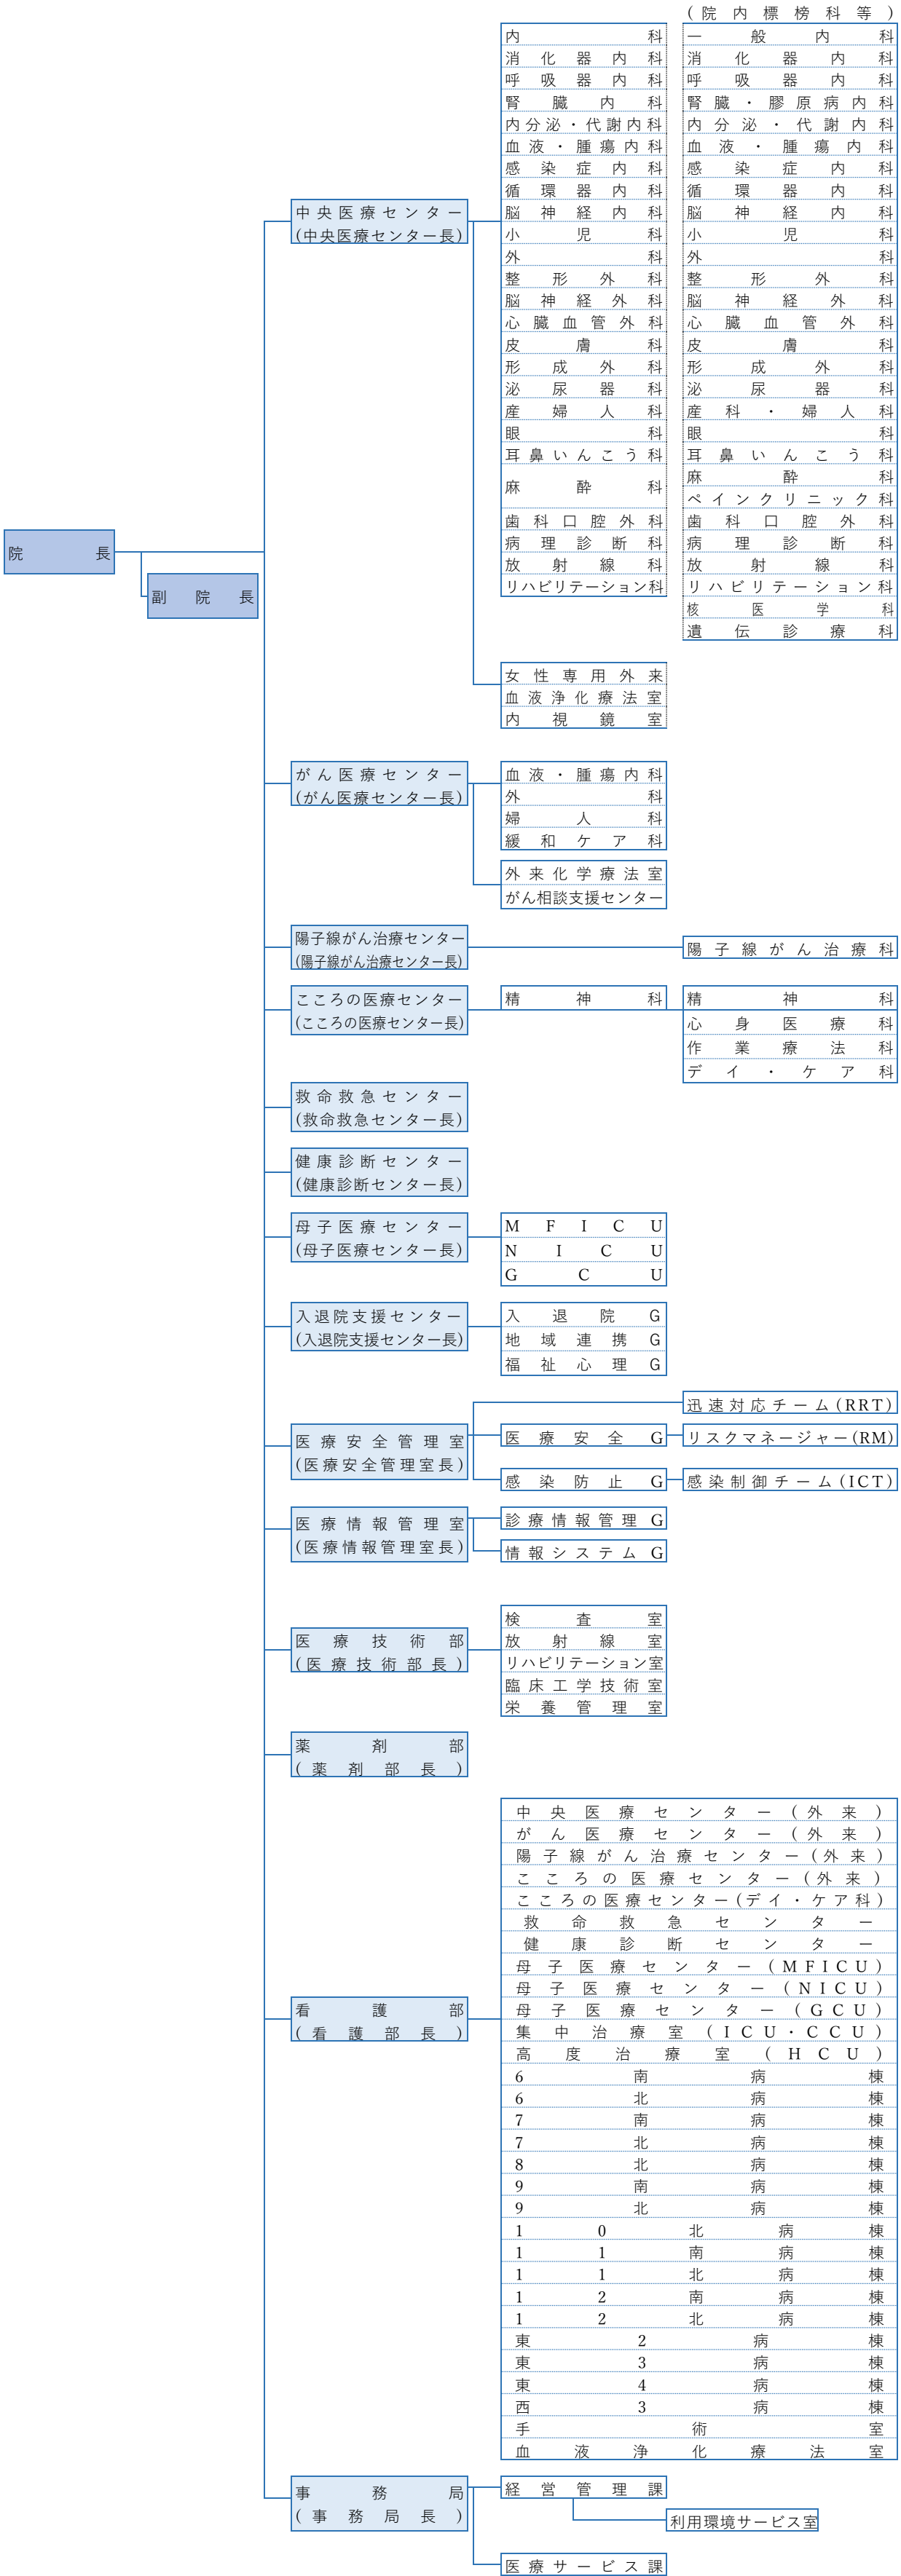 (院内標榜科等)
内科
消化器内科
呼吸器内科
腎臓内科
内分泌・代謝内科
血液・腫瘍内科
感染症内科
循環器内科
脳神経内科
小児科
外科
整形外科
脳神経外科
心臓血管外科
皮膚科
形成外科
泌尿器科
産婦人科
眼科
耳鼻いんこう科
麻酔科
歯科口腔外科
病理診断科
放射線科
リハビリテーション科
一般内科
消化器内科
呼吸器内科
腎臓・膠原病内科
内分泌・代謝内科
血液・腫瘍内科
感染症内科
循環器内科
脳神経内科
小児科
外科
整形外科
脳神経外科
心臓血管外科
皮膚科
形成外科
泌尿器科
産科・婦人科
眼科
耳鼻いんこう科
麻酔科
ペインクリニック科
歯科口腔外科
病理診断科
放射線科
リハビリテーション科
核医学科
遺伝診療科
中央医療センター
(中央医療センター長)
院長
副院長
女性専用外来
血液浄化療法室
内視鏡室
がん医療センター
(がん医療センター長)
血液・腫瘍内科
外科
婦人科
緩和ケア科
外来化学療法室
がん相談支援センター
陽子線がん治療センター
(陽子線がん治療センター長)
陽子線がん治療科
こころの医療センター
(こころの医療センター長)
精神科
精神科
心身医療科
作業療法科
デイ・ケア科
救命救急センター
(救命救急センター長)
健康診断センター
(健康診断センター長)
母子医療センター
(母子医療センター長)
MFICU
NICU
GCU
入退院支援センター
(入退院支援センター長)
入退院G
地域連携G
福祉心理G
医療安全管理室
(医療安全管理室長)
迅速対応チーム(RRT)
医療安全G
リスクマネージャー(RM)
感染防止G
感染制御チーム(ICT)
医療情報管理室
(医療情報管理室長)
診療情報管理G
情報システムG
医療技術部
(医療技術部長)
検査室
放射線室
リハビリテーション室
臨床工学技術室
栄養管理室
薬剤部
(薬剤部長)
看護部
(看護部長)
中央医療センター(外来)
がん医療センター(外来)
陽子線がん治療センター(外来)
こころの医療センター(外来)
こころの医療センター(デイ・ケア科)
救命救急センター
健康診断センター
母子医療センター(MFICU)
母子医療センター(NICU)
母子医療センター(GCU)
集中治療室(ICU・CCU)
高度治療室(HCU)
6南病棟
6北病棟
7南病棟
7北病棟
8北病棟
9南病棟
9北病棟
10北病棟
11南病棟
11北病棟
12南病棟
12北病棟
東2病棟
東3病棟
東4病棟
西3病棟
手術室
血液浄化療法室
事務局
(事務局長)
経営管理課
利用環境サービス室
医療サービス課